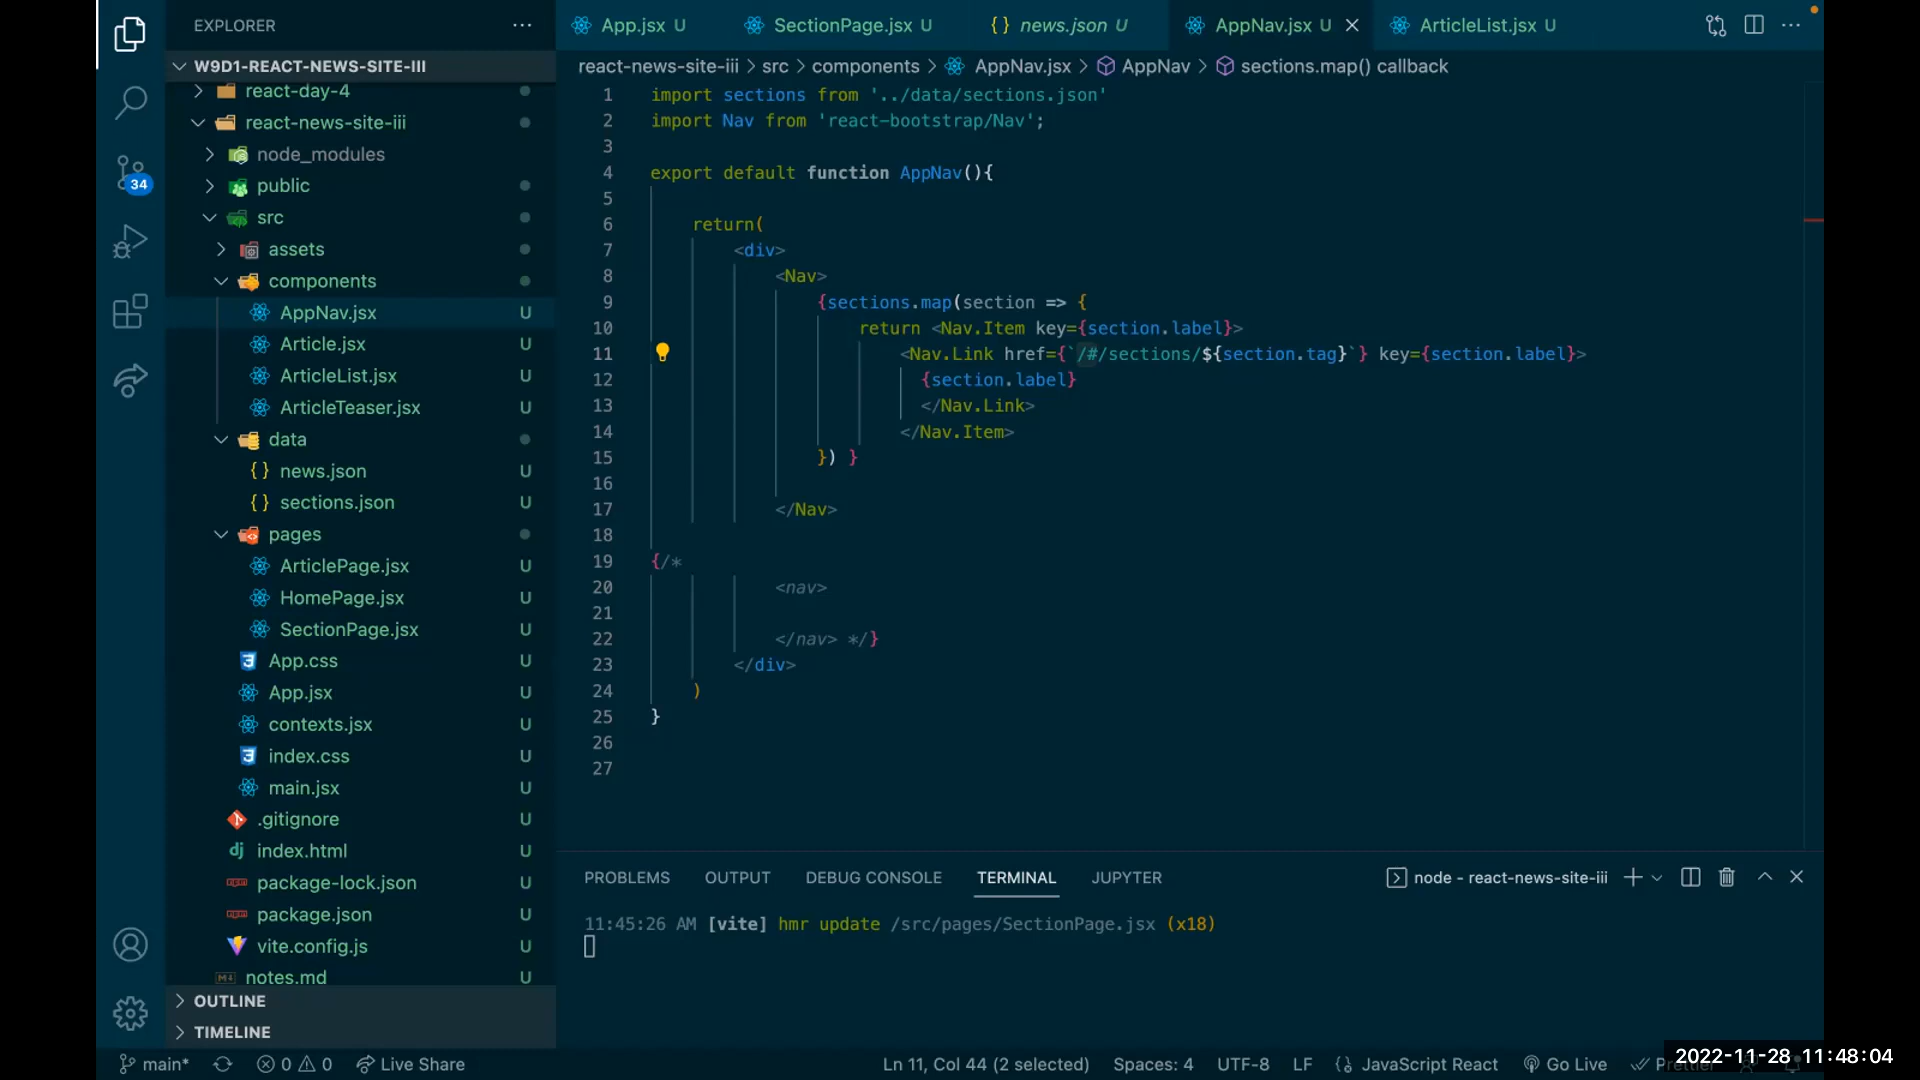 EXPLORER
W9D1-REACT-NEWS-SITE-III
react-day-4
react-news-site-iii
node_modules
public
src
assets
components
AppNav.jsx U
Article.jsx U
ArticleList.jsx U
ArticleTeaser.jsx U
data
news.json U
sections.json U
pages
ArticlePage.jsx U
HomePage.jsx U
SectionPage.jsx U
App.css U
App.jsx U
contexts.jsx U
index.css U
main.jsx U
.gitignore U
index.html U
package-lock.json U
package.json U
vite.config.js U
notes.md U
OUTLINE
TIMELINE
34
App.jsx U SectionPage.jsx U news.json U AppNav.jsx U ArticleList.jsx U
react-news-site-iii > src > components > AppNav.jsx > AppNav > sections.map() callback
1 import sections from '../data/sections.json'
2 import Nav from 'react-bootstrap/Nav';
3
4 export default function AppNav(){
5
6 return(
7 <div>
8 <Nav>
9 {sections.map(section => {
10 return <Nav.Item key={section.label}>
11 <Nav.Link href={`/#/sections/${section.tag}`} key={section.label}>
12 {section.label}
13 </Nav.Link>
14 </Nav.Item>
15 }) }
16
17 </Nav>
18
19 {/*
20 <nav>
21
22 </nav> */}
23 </div>
24 )
25 }
26
27
PROBLEMS OUTPUT DEBUG CONSOLE TERMINAL JUPYTER node - react-news-site-iii
11:45:26 AM [vite] hmr update /src/pages/SectionPage.jsx (x18)
main* 0 0 Live Share Ln 11, Col 44 (2 selected) Spaces: 4 UTF-8 LF JavaScript React Go Live
2022-11-28 11:48:04